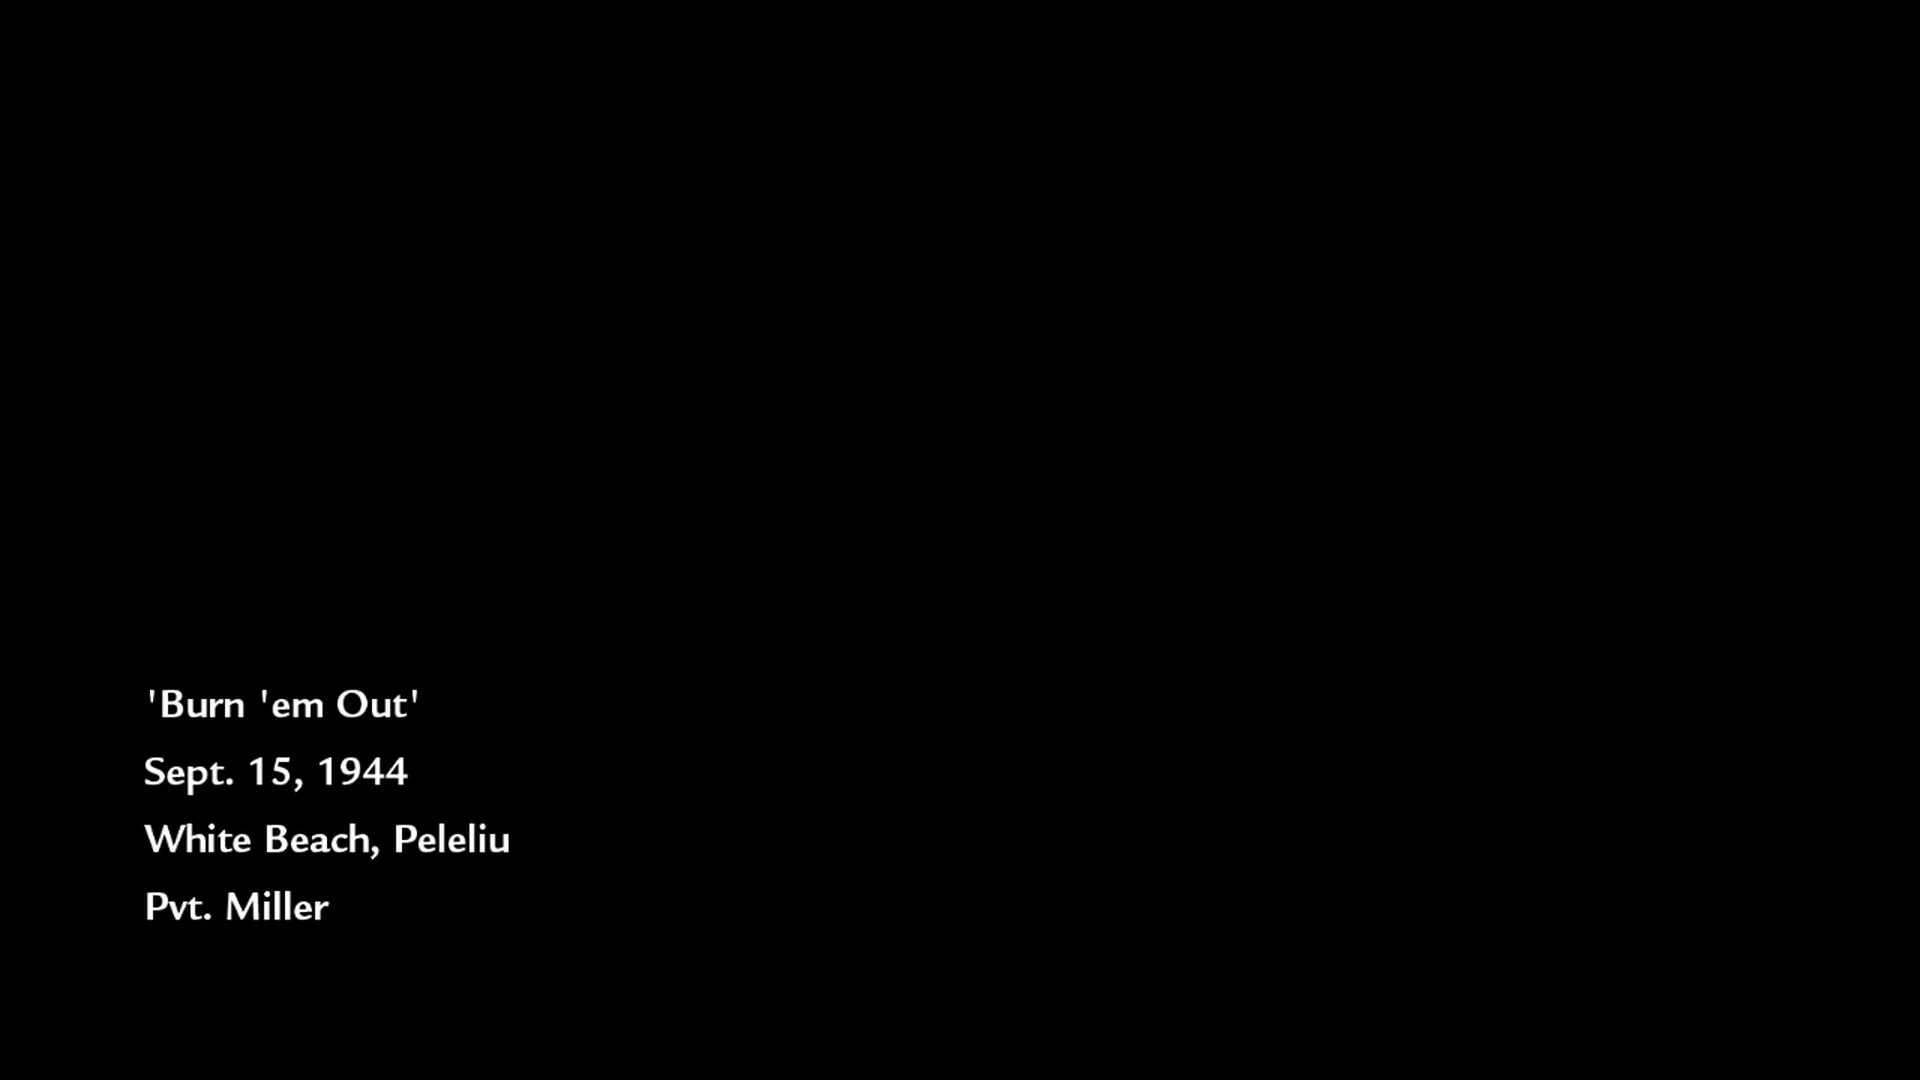 'Burn 'em Out'
Sept. 15, 1944
White Beach, Peleliu
Pvt. Miller